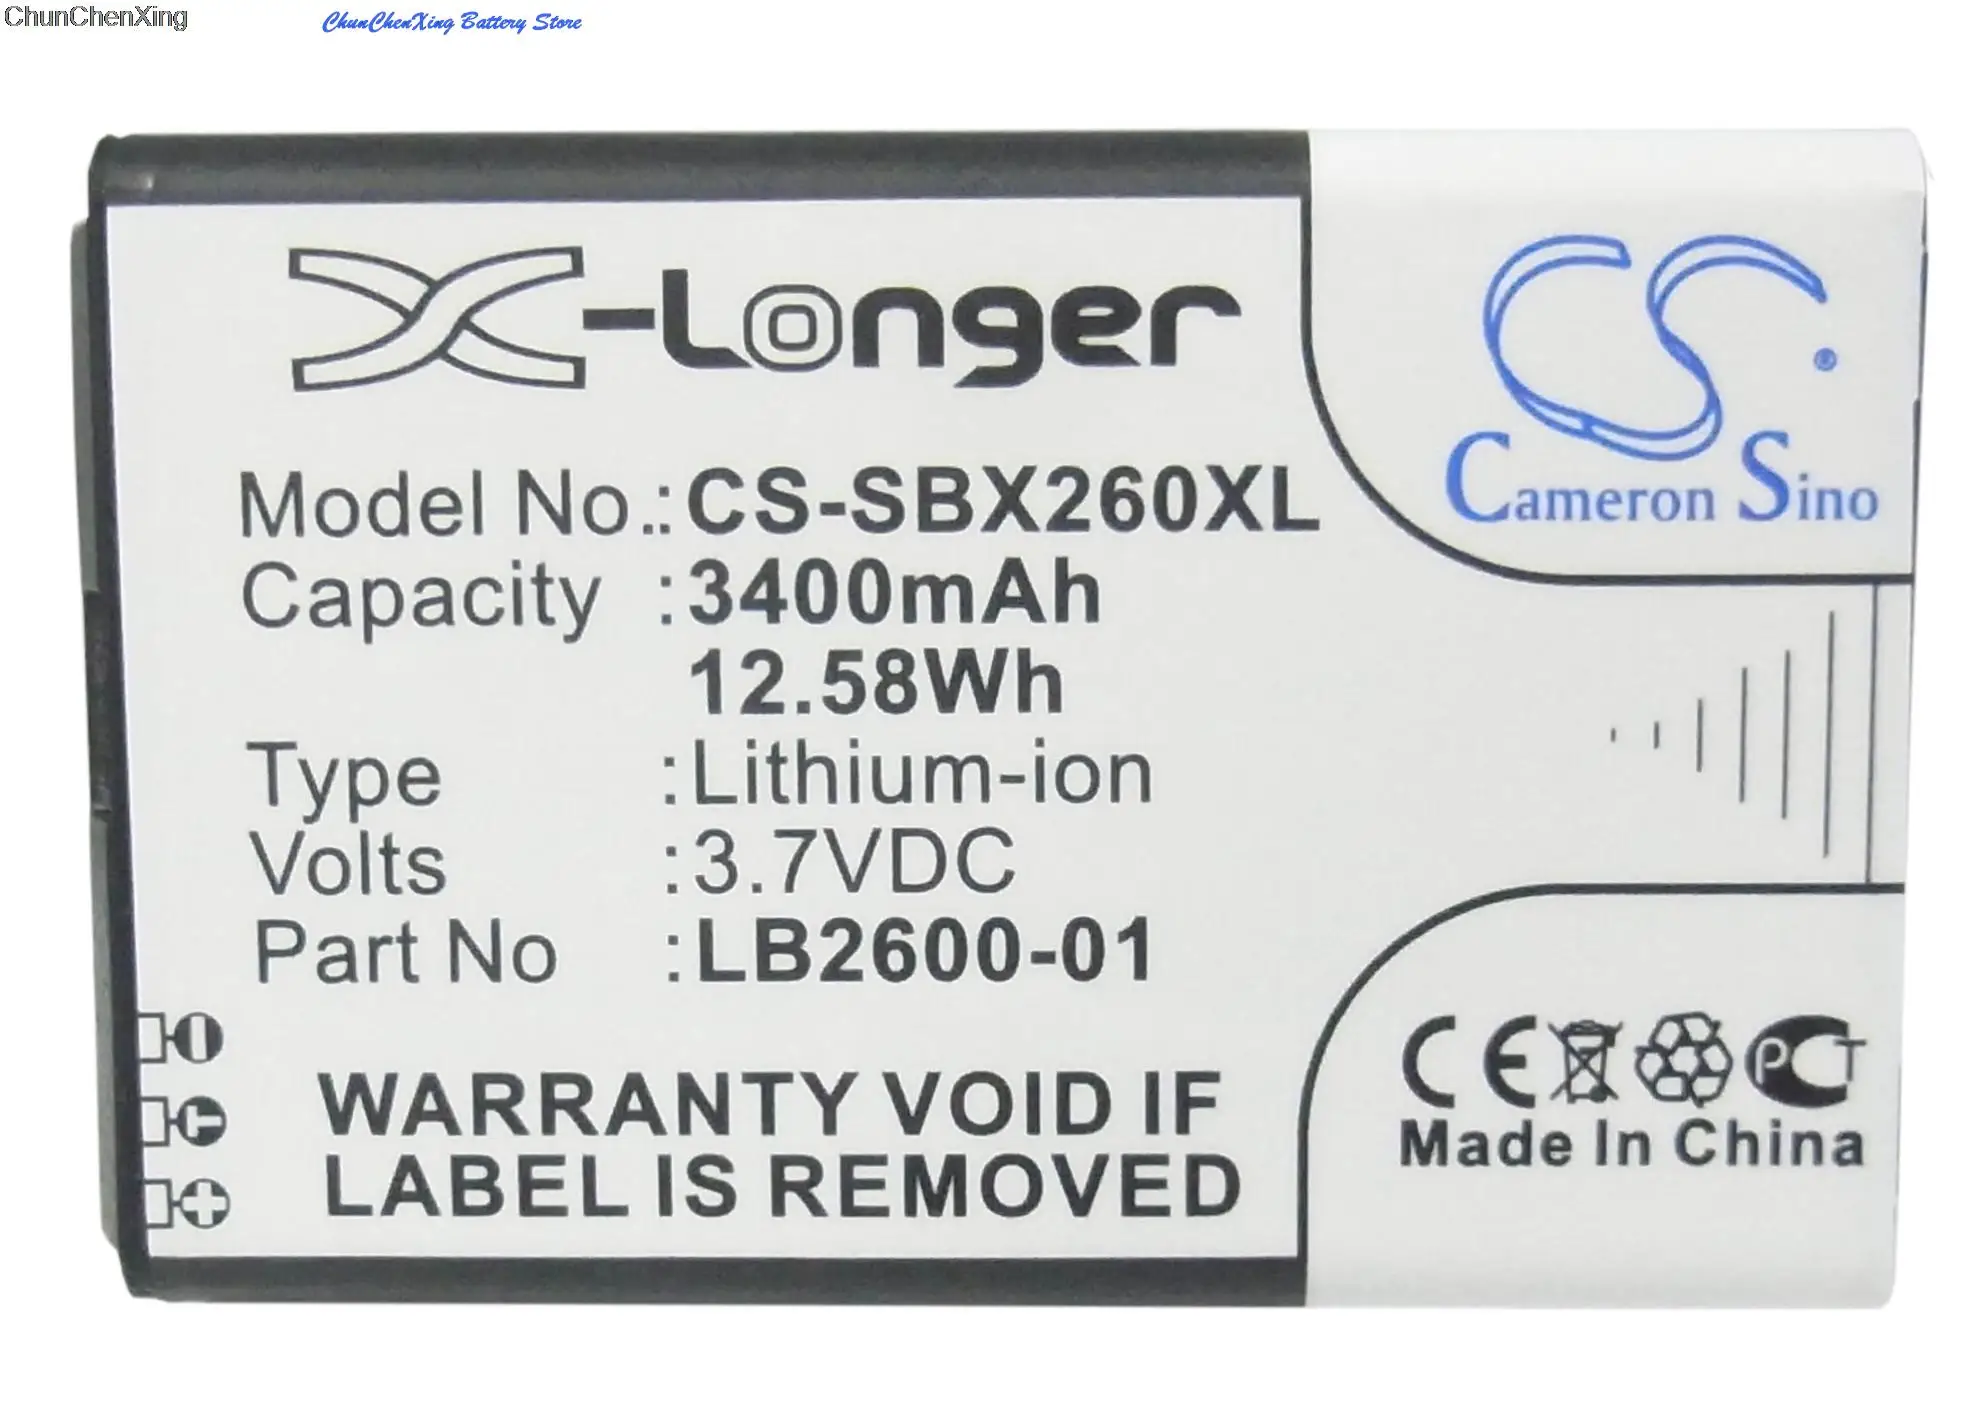 ChunChenXing
ChunChenXing Battery Store
X-Longer
CS ®
Cameron Sino
Model No.: CS-SBX260XL
Capacity : 3400mAh
12.58Wh
Type : Lithium-ion
Volts : 3.7VDC
Part No : LB2600-01
WARRANTY VOID IF
LABEL IS REMOVED
CE PCT
Made In China